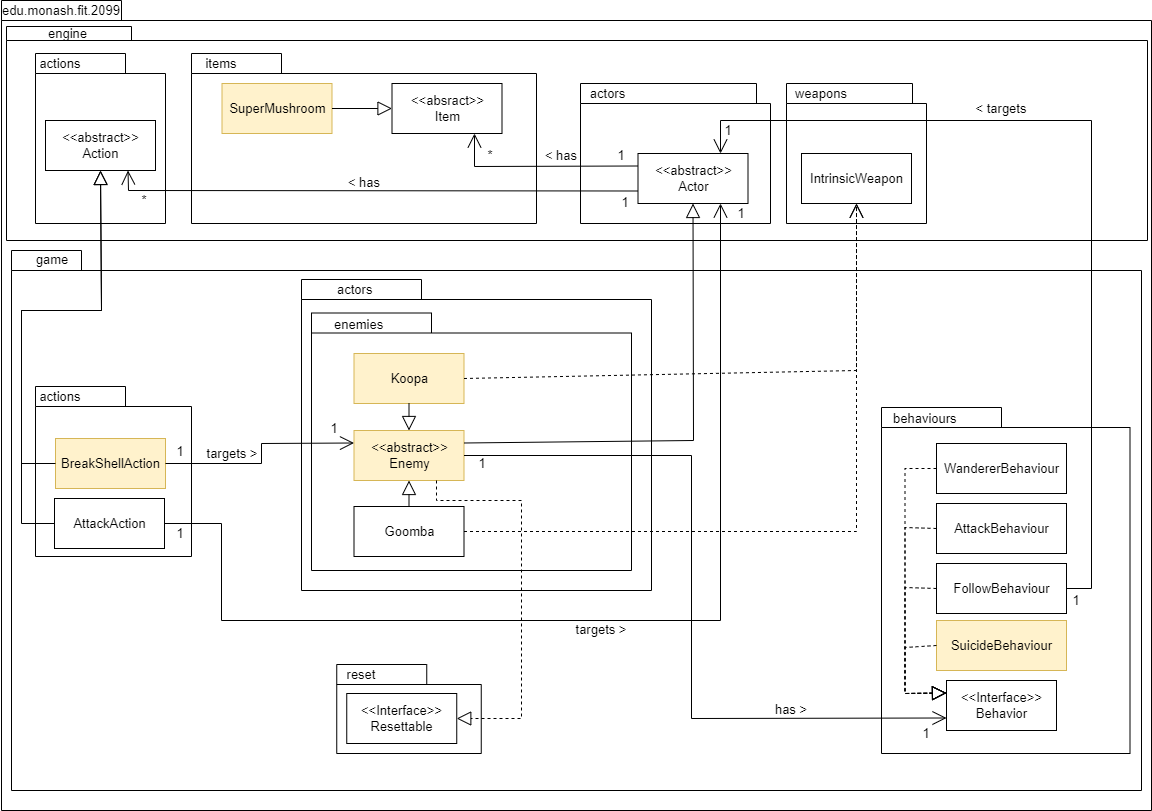 edu.monash.fit.2099
engine
actions
items
actors
weapons
< targets
SuperMushroom
<<absract>>
Item
1
<<abstract>>
Action
*
< has
1
<<abstract>>
Actor
IntrinsicWeapon
< has
*
1
1
game
actors
enemies
Koopa
actions
behaviours
1
<<abstract>>
Enemy
1
BreakShellAction
1
targets >
WandererBehaviour
AttackAction
1
Goomba
AttackBehaviour
FollowBehaviour
1
targets >
SuicideBehaviour
reset
<<Interface>>
Resettable
has >
<<Interface>>
Behavior
1